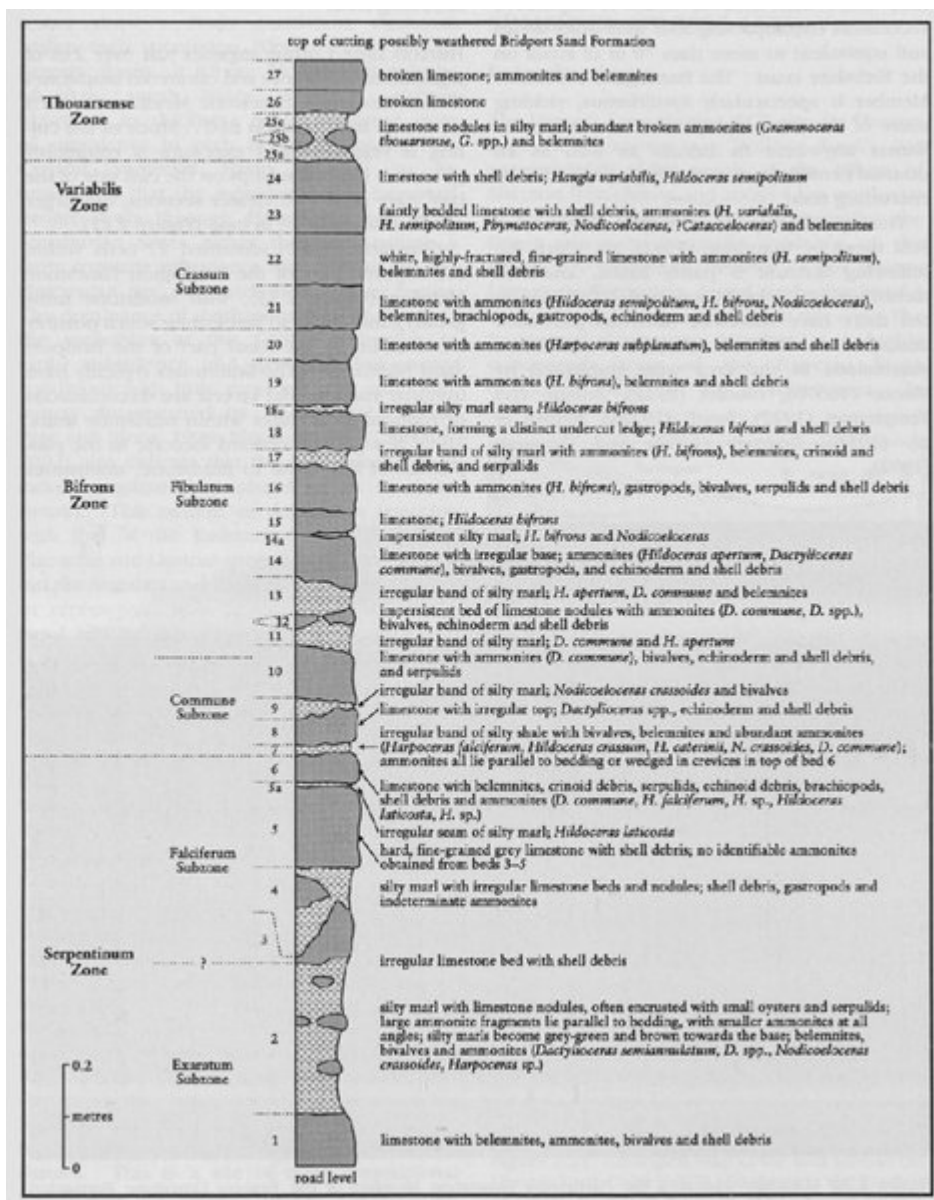 top of cutting possibly weathered Bridport Sand Formation
Thouarsense
Zone
27
broken limestone; ammonites and belemnites
26
broken limestone
25c
25b
25a
limestone nodules in silty marl; abundant broken ammonites (Grammoceras
thouarsense, G. spp.) and belemnites
Variabilis
Zone
24
limestone with shell debris; Haugia variabilis, Hildoceras semipolitum
23
faintly bedded limestone with shell debris, ammonites (H. variabilis,
H. semipolitum, Phymatoceras, Nodicoeloceras, ?Catacoeloceras) and belemnites
Bifrons
Zone
Crassum
Subzone
22
white, highly-fractured, fine-grained limestone with ammonites (H. semipolitum),
belemnites and shell debris
21
limestone with ammonites (Hildoceras semipolitum, H. bifrons, Nodicoeloceras),
belemnites, brachiopods, gastropods, echinoderm and shell debris
20
limestone with ammonites (Harpoceras subplanatum), belemnites and shell debris
19
limestone with ammonites (H. bifrons), belemnites and shell debris
18a
irregular silty marl seam; Hildoceras bifrons
18
limestone, forming a distinct undercut ledge; Hildoceras bifrons and shell debris
17
irregular band of silty marl with ammonites (H. bifrons), belemnites, crinoid and
shell debris, and serpulids
Fibulatum
Subzone
16
limestone with ammonites (H. bifrons), gastropods, bivalves, serpulids and shell debris
15
limestone; Hildoceras bifrons
14a
impersistent silty marl; H. bifrons and Nodicoeloceras
14
limestone with irregular base; ammonites (Hildoceras apertum, Dactylioceras
commune), bivalves, gastropods, and echinoderm and shell debris
13
irregular band of silty marl; H. apertum, D. commune and belemnites
12
impersistent bed of limestone nodules with ammonites (D. commune, D. spp.),
bivalves, echinoderm and shell debris
11
irregular band of silty marl; D. commune and H. apertum
10
limestone with ammonites (D. commune), bivalves, echinoderm and shell debris,
and serpulids
Commune
Subzone
9
irregular band of silty marl; Nodicoeloceras crassoides and bivalves
8
limestone with irregular top; Dactylioceras spp., echinoderm and shell debris
7
irregular band of silty shale with bivalves, belemnites and abundant ammonites
(Harpoceras falciferum, Hildoceras crassum, H. caterinii, N. crassoides, D. commune);
ammonites all lie parallel to bedding or wedged in crevices in top of bed 6
Serpentinum
Zone
Falciferum
Subzone
6
limestone with belemnites, crinoid debris, serpulids, echinoid debris, brachiopods,
shell debris and ammonites (D. commune, H. falciferum, H. sp., Hildoceras
laticosta, H. sp.)
5a
irregular seam of silty marl; Hildoceras laticosta
5
hard, fine-grained grey limestone with shell debris; no identifiable ammonites
obtained from beds 3–5
4
silty marl with irregular limestone beds and nodules; shell debris, gastropods and
indeterminate ammonites
3
irregular limestone bed with shell debris
?
Exaratum
Subzone
2
silty marl with limestone nodules, often encrusted with small oysters and serpulids;
large ammonite fragments lie parallel to bedding, with smaller ammonites at all
angles; silty marls become grey-green and brown towards the base; belemnites,
bivalves and ammonites (Dactylioceras semiannulatum, D. spp., Nodicoeloceras
crassoides, Harpoceras sp.)
1
limestone with belemnites, ammonites, bivalves and shell debris
0.2
metres
0
road level